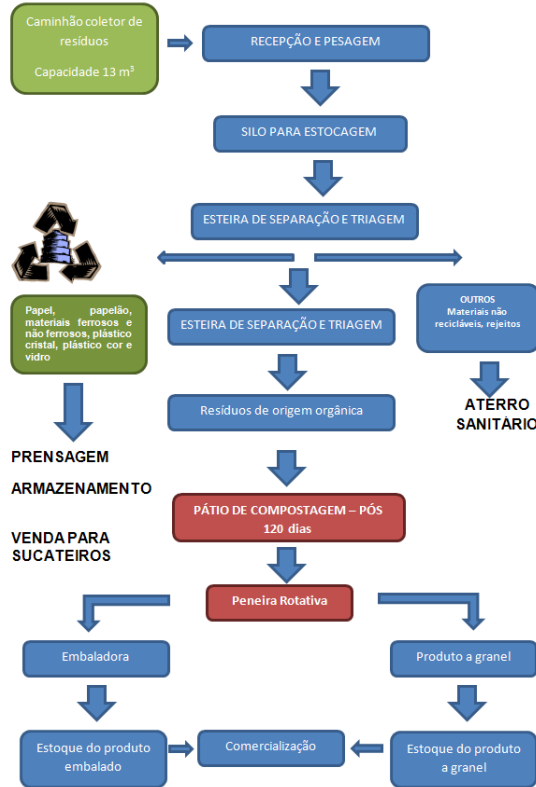 Caminhão coletor de
resíduos
Capacidade 13 m³
RECEPÇÃO E PESAGEM
SILO PARA ESTOCAGEM
ESTEIRA DE SEPARAÇÃO E TRIAGEM
Papel, papelão,
materiais ferrosos e
não ferrosos, plástico
cristal, plástico cor e
vidro
ESTEIRA DE SEPARAÇÃO E TRIAGEM
OUTROS
Materiais não
recicláveis, rejeitos
Resíduos de origem orgânica
ATERRO
SANITÁRIO
PRENSAGEM
ARMAZENAMENTO
VENDA PARA
SUCATEIROS
PÁTIO DE COMPOSTAGEM – PÓS
120 dias
Peneira Rotativa
Embaladora
Produto a granel
Estoque do produto
embalado
Comercialização
Estoque do produto
a granel